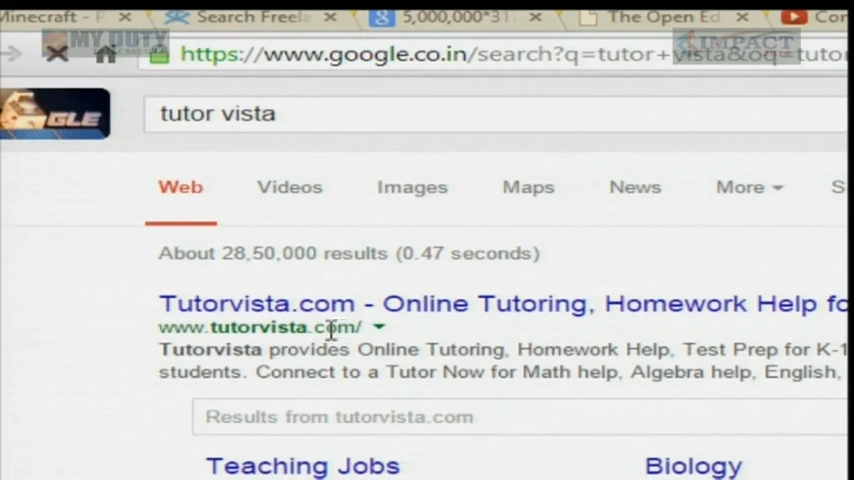 Minecraft - P × Search Freela × 5,000,000*31 × The Open Ed × Con
MY DUTY IMPACT
https://www.google.co.in/search?q=tutor+vista&oq=tutor
GLE tutor vista
Web Videos Images Maps News More S
About 28,50,000 results (0.47 seconds)
Tutorvista.com - Online Tutoring, Homework Help fo
www.tutorvista.com/
Tutorvista provides Online Tutoring, Homework Help, Test Prep for K-1
students. Connect to a Tutor Now for Math help, Algebra help, English,
Results from tutorvista.com
Teaching Jobs Biology